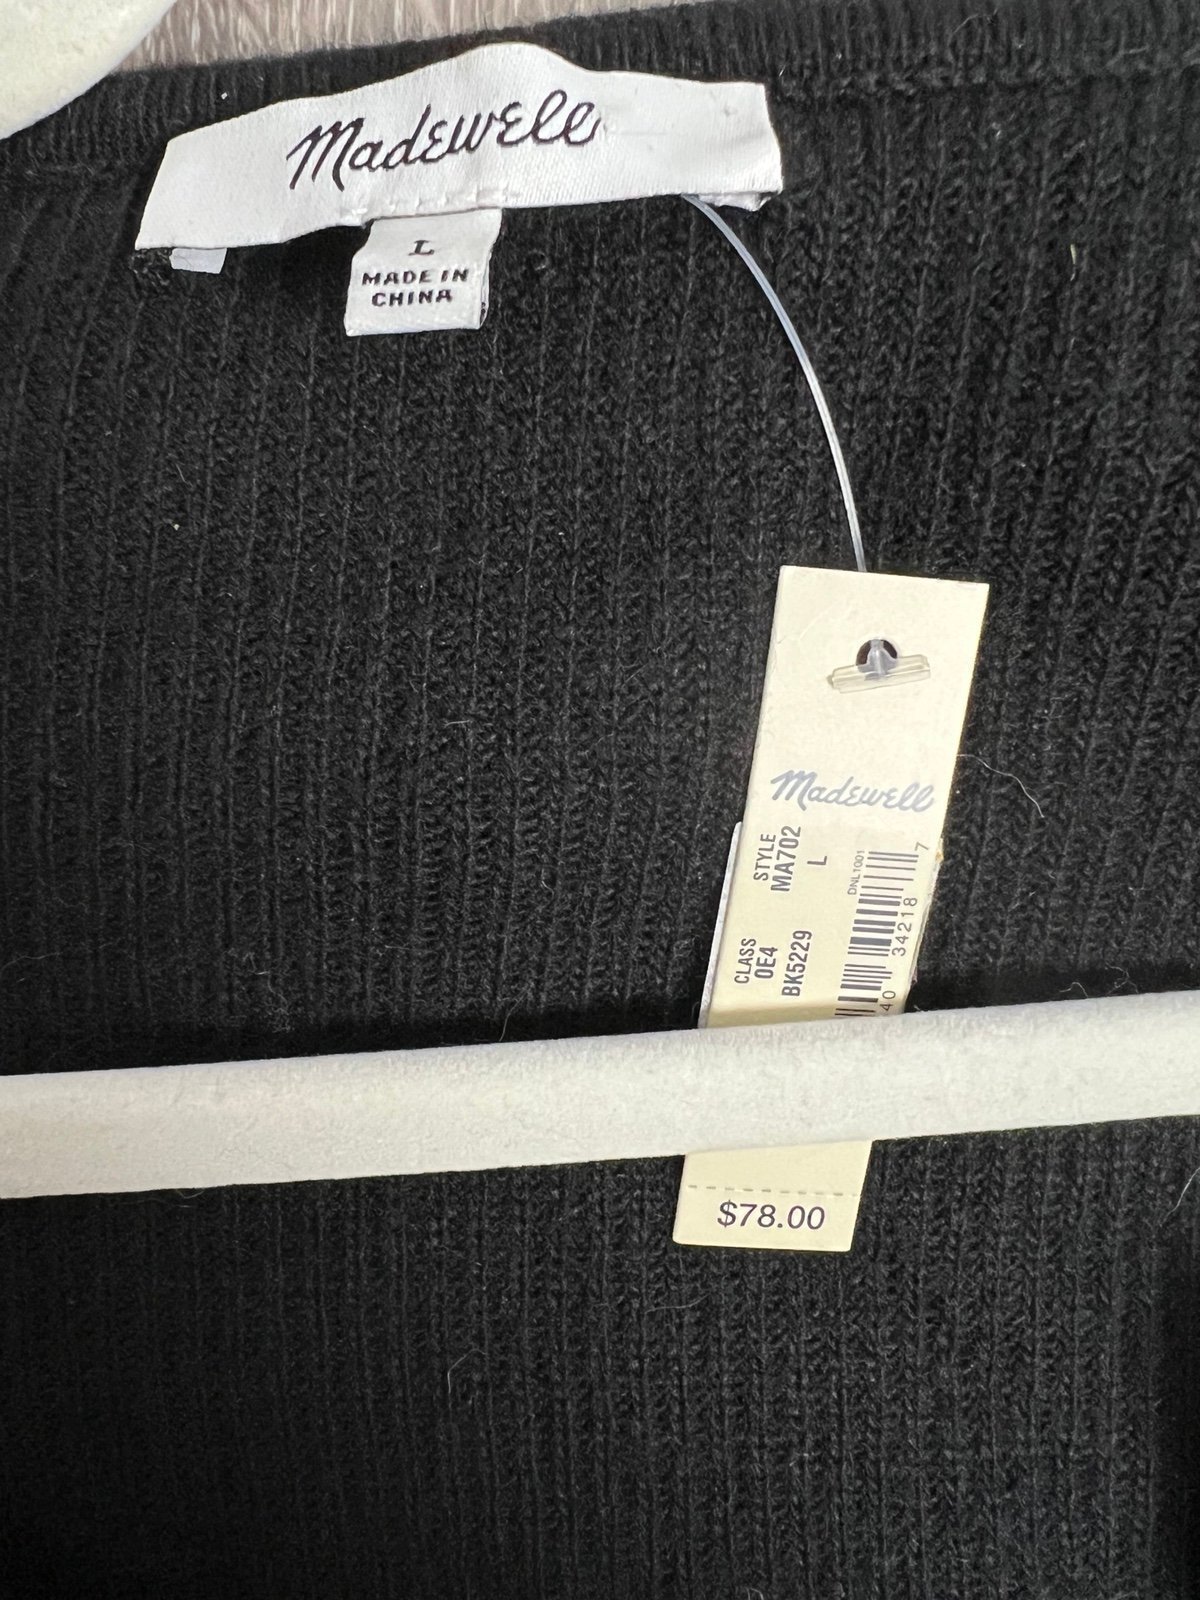 Madewell
L
MADE IN
CHINA
Madewell
STYLE
MA702
L
CLASS
0E4
BK5229
DNL1001
40 34218 7
$78.00